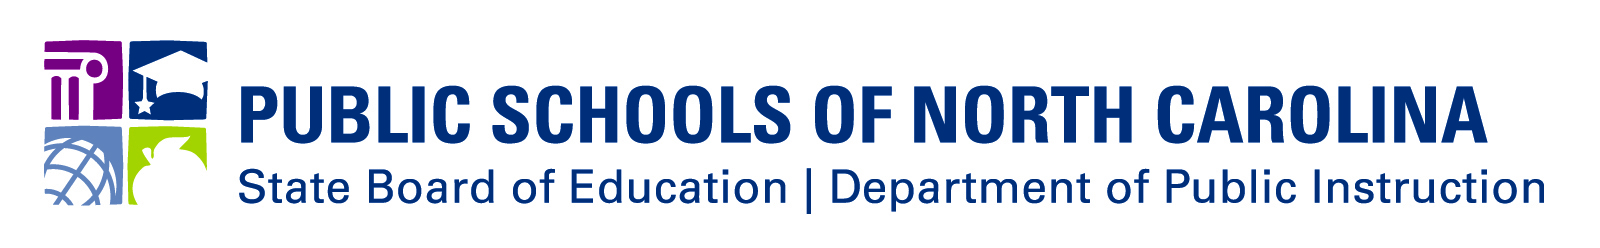 PUBLIC SCHOOLS OF NORTH CAROLINA
State Board of Education | Department of Public Instruction